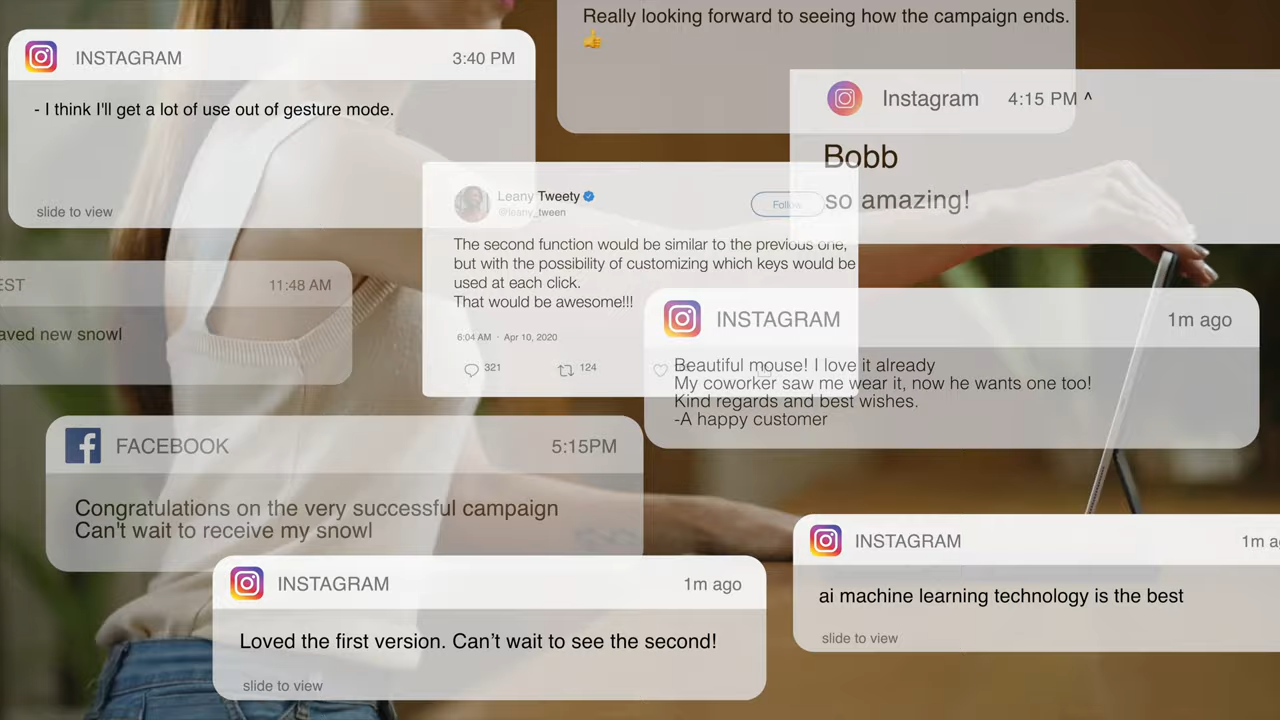 Really looking forward to seeing how the campaign ends.
👍
INSTAGRAM 3:40 PM
- I think I'll get a lot of use out of gesture mode.
slide to view
Instagram 4:15 PM ^
Bobb
so amazing!
Leany Tweety
@leany_tween
Follow
The second function would be similar to the previous one,
but with the possibility of customizing which keys would be
used at each click.
That would be awesome!!!
6:04 AM · Apr 10, 2020
321 124
EST 11:48 AM
aved new snowl
INSTAGRAM 1m ago
Beautiful mouse! I love it already
My coworker saw me wear it, now he wants one too!
Kind regards and best wishes.
-A happy customer
FACEBOOK 5:15PM
Congratulations on the very successful campaign
Can't wait to receive my snowl
INSTAGRAM 1m ago
Loved the first version. Can’t wait to see the second!
slide to view
INSTAGRAM 1m a
ai machine learning technology is the best
slide to view